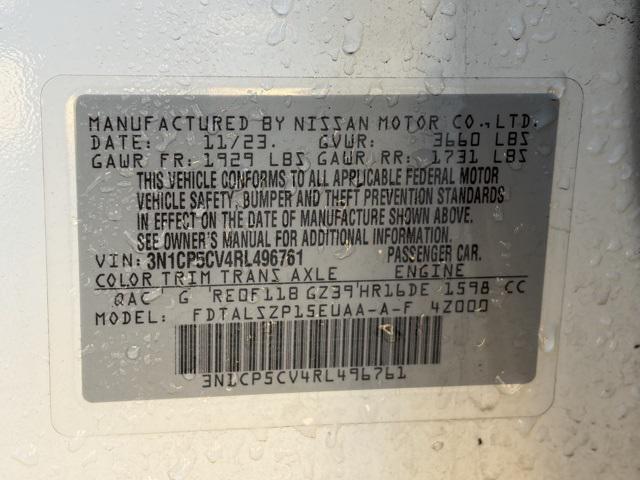 MANUFACTURED BY NISSAN MOTOR CO.,LTD.
DATE: 11/23. GVWR: 3660 LBS
GAWR FR: 1929 LBS GAWR RR: 1731 LBS
THIS VEHICLE CONFORMS TO ALL APPLICABLE FEDERAL MOTOR
VEHICLE SAFETY, BUMPER AND THEFT PREVENTION STANDARDS
IN EFFECT ON THE DATE OF MANUFACTURE SHOWN ABOVE.
SEE OWNER'S MANUAL FOR ADDITIONAL INFORMATION.
VIN: 3N1CP5CV4RL496761 PASSENGER CAR.
COLOR TRIM TRANS AXLE ENGINE
QAC G RE0F11B GZ39 HR16DE 1598 CC
MODEL: FDTALSZP15EUAA-A-F 4Z000
3N1CP5CV4RL496761